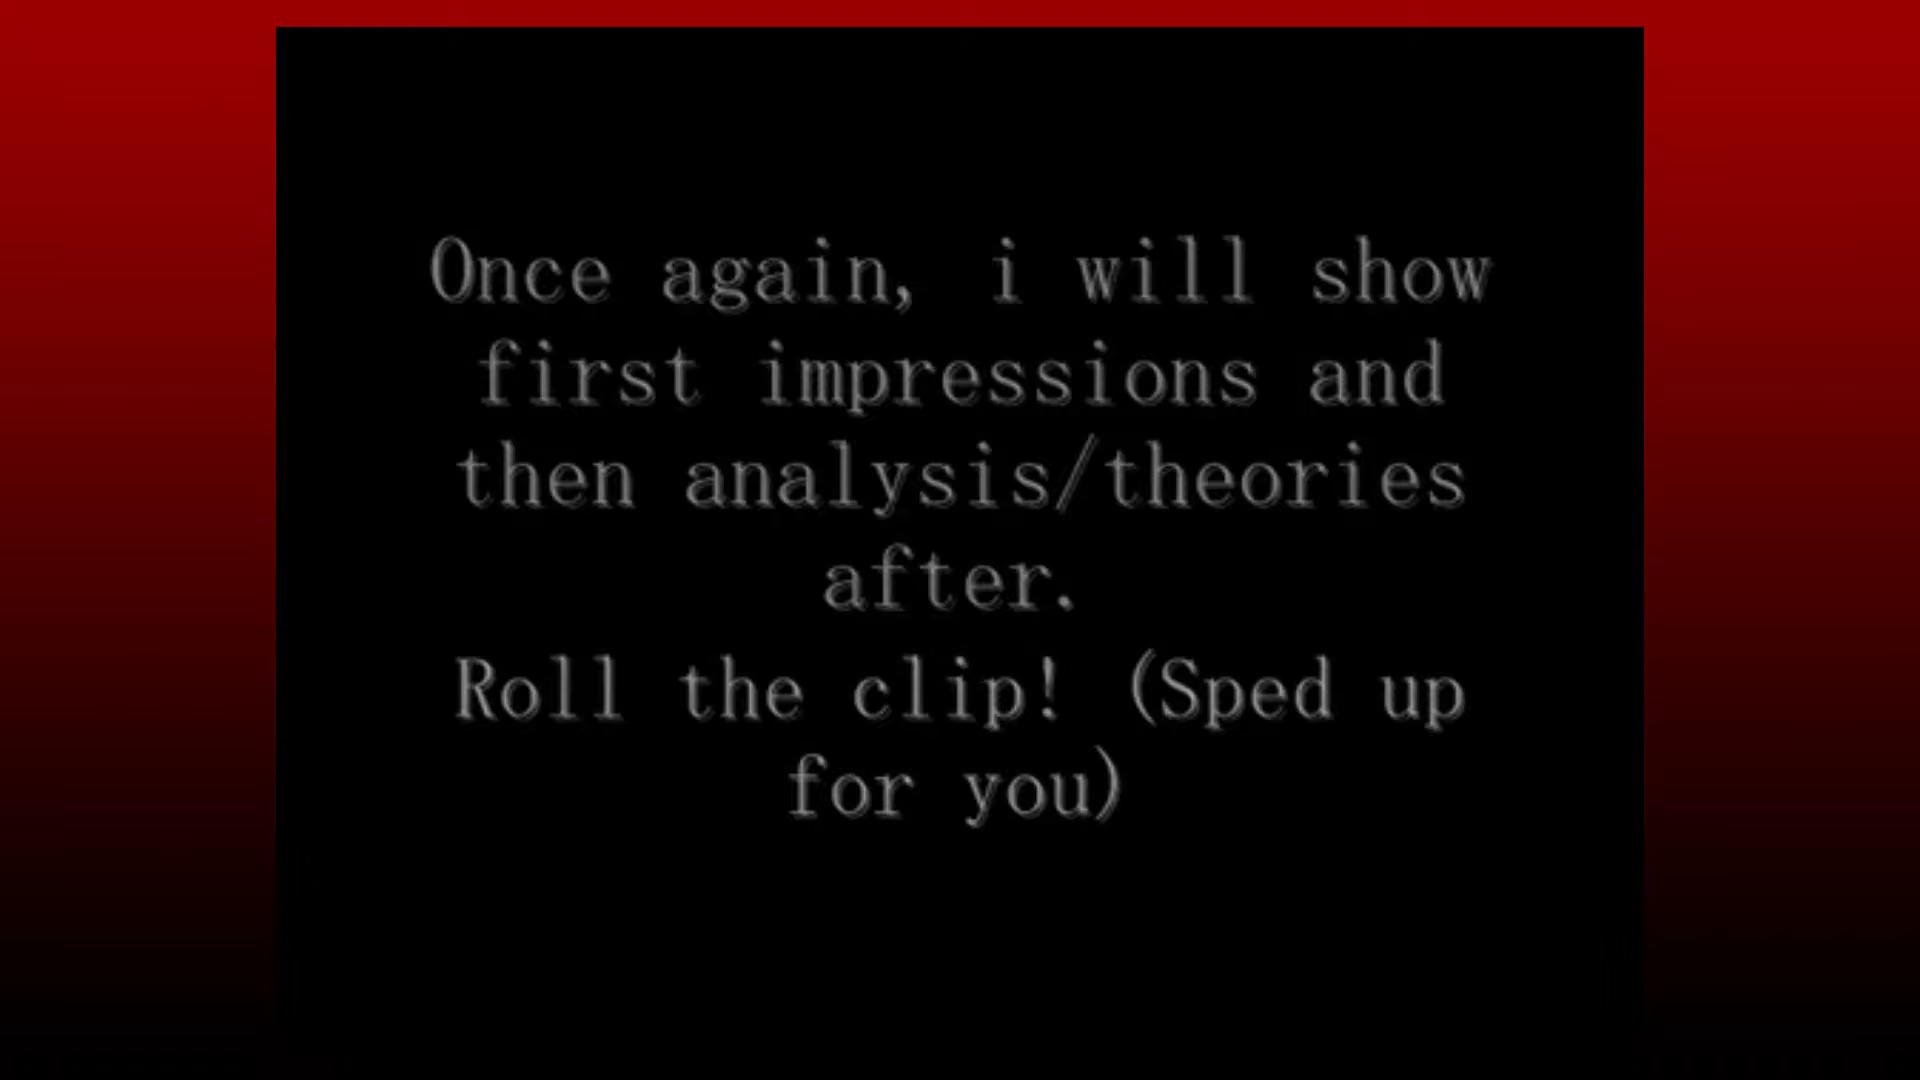 Once again, i will show
first impressions and
then analysis/theories
after.
Roll the clip! (Sped up
for you)